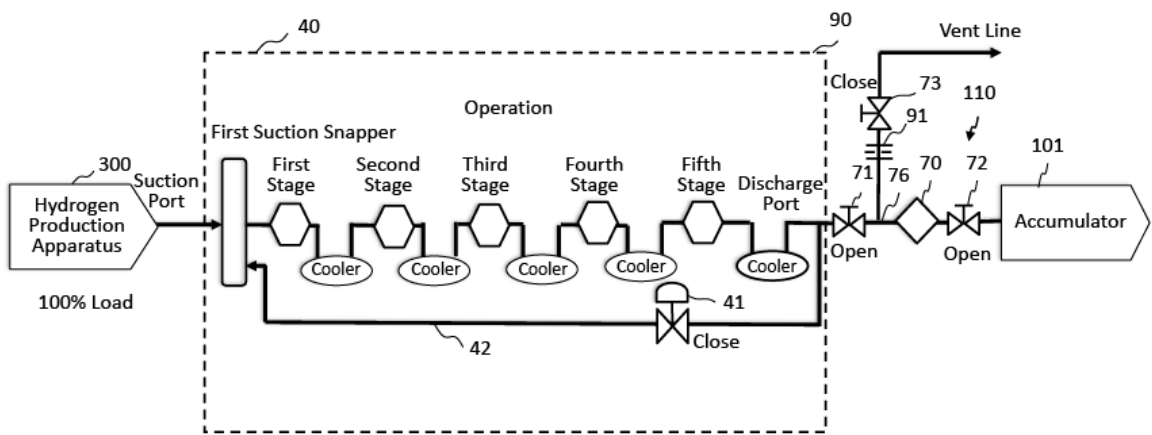 40
90
Vent Line
Close
73
110
Operation
91
First Suction Snapper
101
300
Suction
Port
First
Stage
Second
Stage
Third
Stage
Fourth
Stage
Fifth
Stage
Discharge
Port
71
76
70
72
Hydrogen
Production
Apparatus
Accumulator
Open
Open
Cooler
Cooler
Cooler
Cooler
Cooler
100% Load
41
42
Close